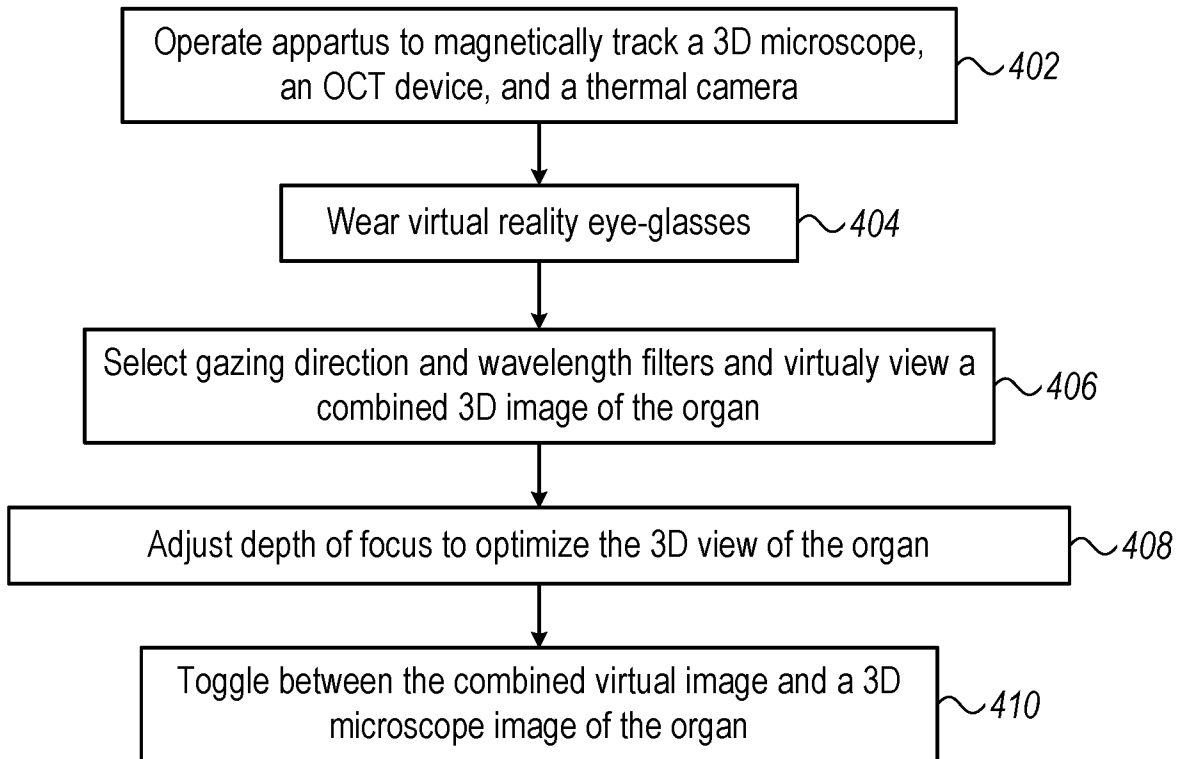 Operate appartus to magnetically track a 3D microscope,
an OCT device, and a thermal camera
402
Wear virtual reality eye-glasses
404
Select gazing direction and wavelength filters and virtualy view a
combined 3D image of the organ
406
Adjust depth of focus to optimize the 3D view of the organ
408
Toggle between the combined virtual image and a 3D
microscope image of the organ
410